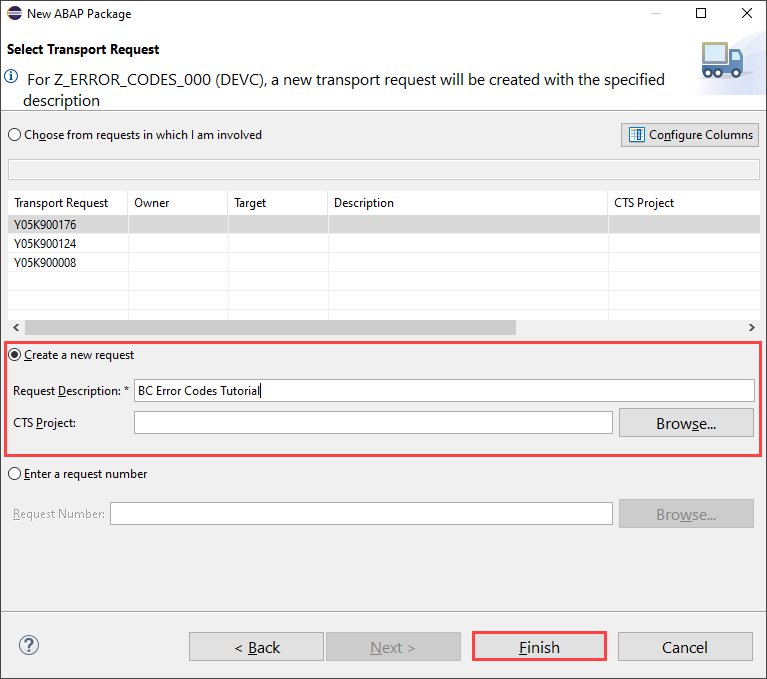 New ABAP Package
Select Transport Request
For Z_ERROR_CODES_000 (DEVC), a new transport request will be created with the specified
description
Choose from requests in which I am involved
Configure Columns
Transport Request Owner Target Description CTS Project
Y05K900176
Y05K900124
Y05K900008
Create a new request
Request Description: * BC Error Codes Tutorial
CTS Project: Browse...
Enter a request number
Request Number: Browse...
? < Back Next > Finish Cancel